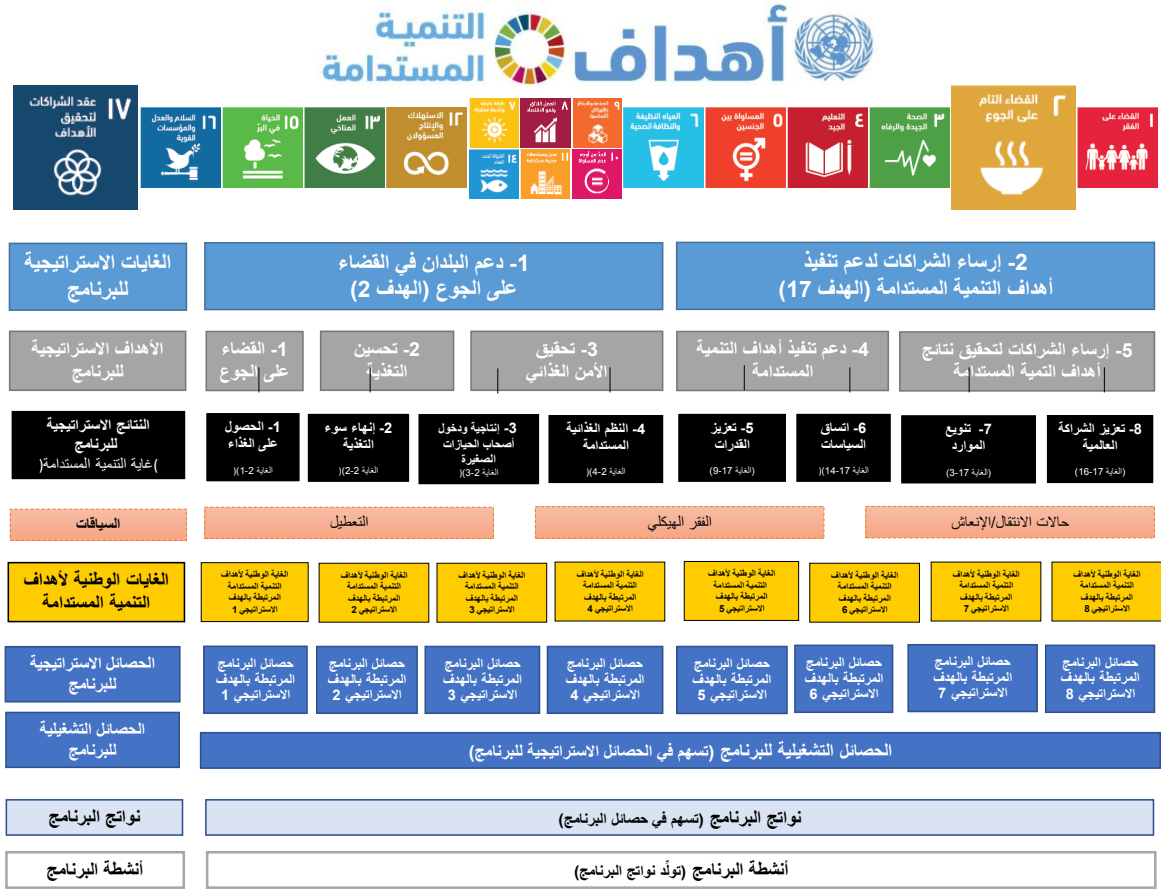 أهداف
التنمية
المستدامة
١ القضاء على
الفقر
٢ القضاء التام
على الجوع
٣ الصحة
الجيدة والرفاه
٤ التعليم
الجيد
٥ المساواة بين
الجنسين
٦ المياه النظيفة
والنظافة الصحية
٩
٨ العمل اللائق
ونمو الاقتصاد
٧
١٠
١١
١٤
١٢ الاستهلاك
والإنتاج
المسؤولان
١٣ العمل
المناخي
١٥ الحياة
في البرّ
١٦ السلام والعدل
والمؤسسات
القوية
١٧ عقد الشراكات
لتحقيق
الأهداف
الغايات الاستراتيجية
للبرنامج
1- دعم البلدان في القضاء
على الجوع (الهدف 2)
2- إرساء الشراكات لدعم تنفيذ
أهداف التنمية المستدامة (الهدف 17)
الأهداف الاستراتيجية
للبرنامج
1- القضاء
على الجوع
2- تحسين
التغذية
3- تحقيق
الأمن الغذائي
4- دعم تنفيذ أهداف التنمية
المستدامة
5- إرساء الشراكات لتحقيق نتائج
أهداف التمية المستدامة
النتائج الاستراتيجية
للبرنامج
)غاية التنمية المستدامة(
1- الحصول
على الغذاء
الغاية 2-1)(
2- إنهاء سوء
التغذية
الغاية 2-2)(
3- إنتاجية ودخول
أصحاب الحيازات
الصغيرة
الغاية 2-3)(
4- النظم الغذائية
المستدامة
الغاية 2-4)(
5- تعزيز
القدرات
(الغاية 17-9)
6- اتساق
السياسات
الغاية 17-14)(
7- تنويع
الموارد
(الغاية 17-3)
8- تعزيز الشراكة
العالمية
(الغاية 17-16)
السياقات
التعطيل
الفقر الهيكلي
حالات الانتقال/الإنعاش
الغايات الوطنية لأهداف
التنمية المستدامة
الغاية الوطنية لأهداف
التنمية المستدامة
المرتبطة بالهدف
الاستراتيجي 1
الغاية الوطنية لأهداف
التنمية المستدامة
المرتبطة بالهدف
الاستراتيجي 2
الغاية الوطنية لأهداف
التنمية المستدامة
المرتبطة بالهدف
الاستراتيجي 3
الغاية الوطنية لأهداف
التنمية المستدامة
المرتبطة بالهدف
الاستراتيجي 4
الغاية الوطنية لأهداف
التنمية المستدامة
المرتبطة بالهدف
الاستراتيجي 5
الغاية الوطنية لأهداف
التنمية المستدامة
المرتبطة بالهدف
الاستراتيجي 6
الغاية الوطنية لأهداف
التنمية المستدامة
المرتبطة بالهدف
الاستراتيجي 7
الغاية الوطنية لأهداف
التنمية المستدامة
المرتبطة بالهدف
الاستراتيجي 8
الحصائل الاستراتيجية
للبرنامج
حصائل البرنامج
المرتبطة بالهدف
الاستراتيجي 1
حصائل البرنامج
المرتبطة بالهدف
الاستراتيجي 2
حصائل البرنامج
المرتبطة بالهدف
الاستراتيجي 3
حصائل البرنامج
المرتبطة بالهدف
الاستراتيجي 4
حصائل البرنامج
المرتبطة بالهدف
الاستراتيجي 5
حصائل البرنامج
المرتبطة بالهدف
الاستراتيجي 6
حصائل البرنامج
المرتبطة بالهدف
الاستراتيجي 7
حصائل البرنامج
المرتبطة بالهدف
الاستراتيجي 8
الحصائل التشغيلية
للبرنامج
الحصائل التشغيلية للبرنامج (تسهم في الحصائل الاستراتيجية للبرنامج)
نواتج البرنامج
نواتج البرنامج (تسهم في حصائل البرنامج)
أنشطة البرنامج
أنشطة البرنامج (تولّد نواتج البرنامج)